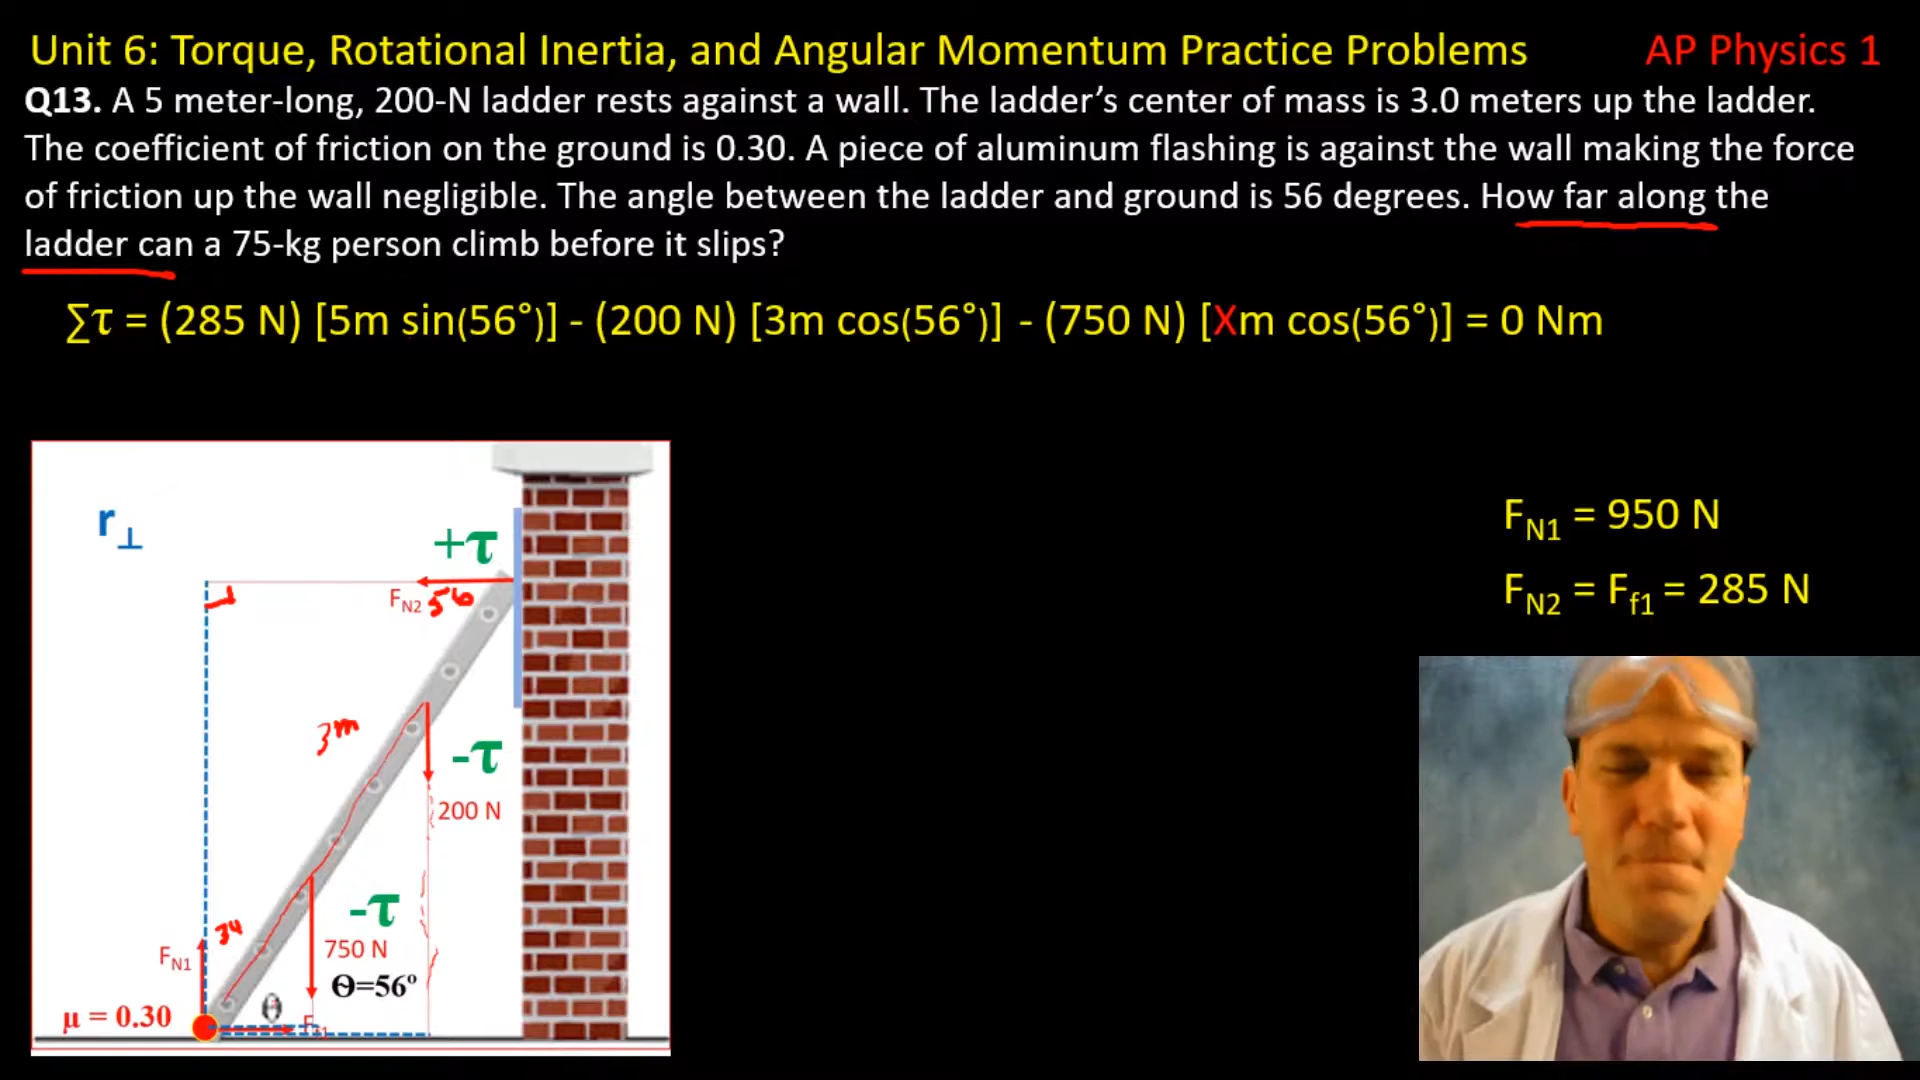 Unit 6: Torque, Rotational Inertia, and Angular Momentum Practice Problems AP Physics 1
Q13. A 5 meter-long, 200-N ladder rests against a wall. The ladder’s center of mass is 3.0 meters up the ladder.
The coefficient of friction on the ground is 0.30. A piece of aluminum flashing is against the wall making the force
of friction up the wall negligible. The angle between the ladder and ground is 56 degrees. How far along the
ladder can a 75-kg person climb before it slips?
∑τ = (285 N) [5m sin(56°)] - (200 N) [3m cos(56°)] - (750 N) [Xm cos(56°)] = 0 Nm
r⊥
+τ
FN2 56
3m
-τ
200 N
-τ
34
FN1
750 N
Θ=56º
μ = 0.30
Θ
Ff1
FN1 = 950 N
FN2 = Ff1 = 285 N